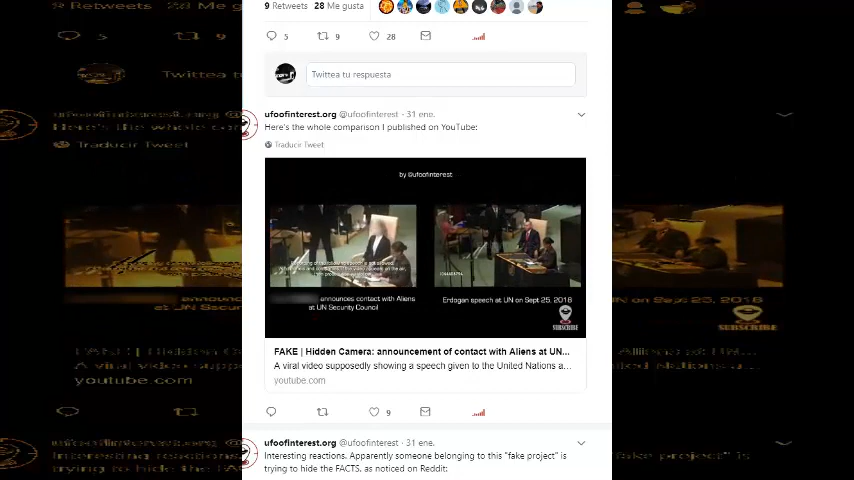 9 Retweets 28 Me gusta
5 9 28
Twittea tu respuesta
ufoofinterest.org @ufoofinterest · 31 ene.
Here's the whole comparison I published on YouTube:
Traducir Tweet
by @ufoofinterest
announces contact with Aliens
at UN Security Council
Erdogan speech at UN on Sept 25, 2018
SUBSCRIBE
FAKE | Hidden Camera: announcement of contact with Aliens at UN...
A viral video supposedly showing a speech given to the United Nations a...
youtube.com
9
ufoofinterest.org @ufoofinterest · 31 ene.
Interesting reactions. Apparently someone belonging to this "fake project" is
trying to hide the FACTS, as noticed on Reddit: